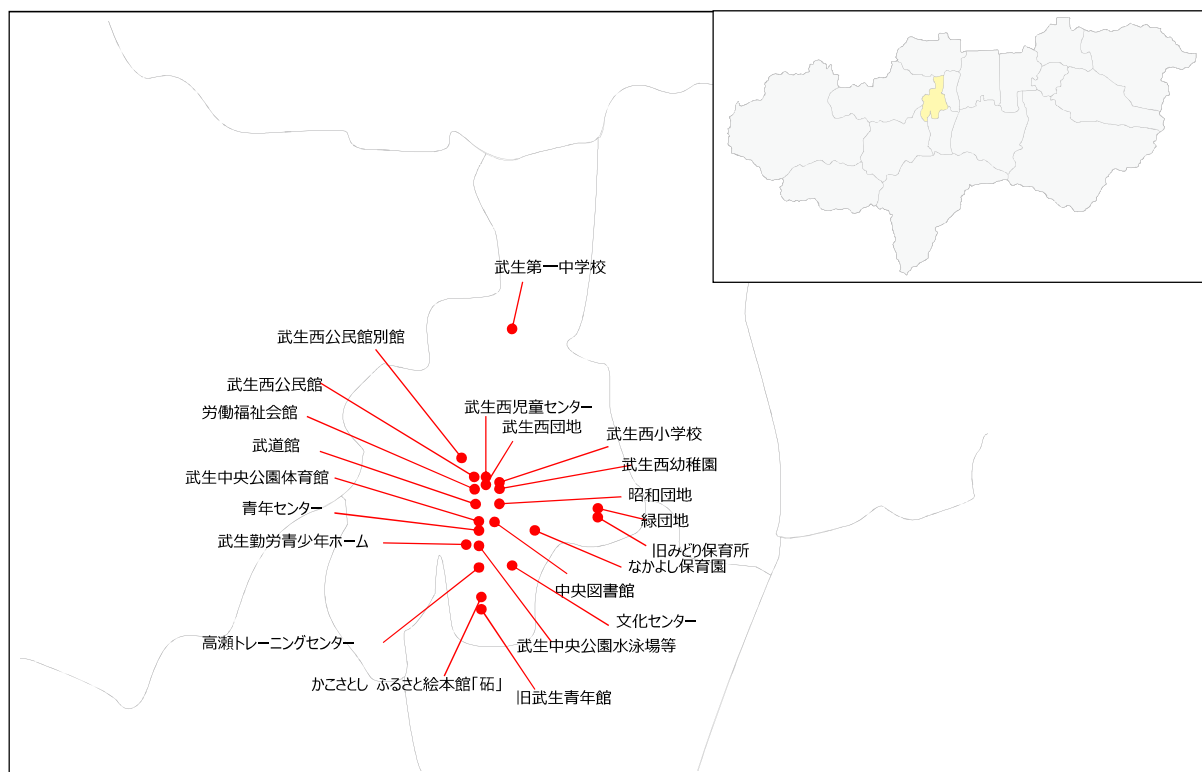 武生第一中学校
武生西公民館別館
武生西公民館
武生西児童センター
労働福祉会館
武生西団地
武生西小学校
武道館
武生西幼稚園
武生中央公園体育館
昭和団地
青年センター
緑団地
武生勤労青少年ホーム
旧みどり保育所
なかよし保育園
中央図書館
文化センター
高瀬トレーニングセンター
武生中央公園水泳場等
かこさとし ふるさと絵本館「砳」
旧武生青年館